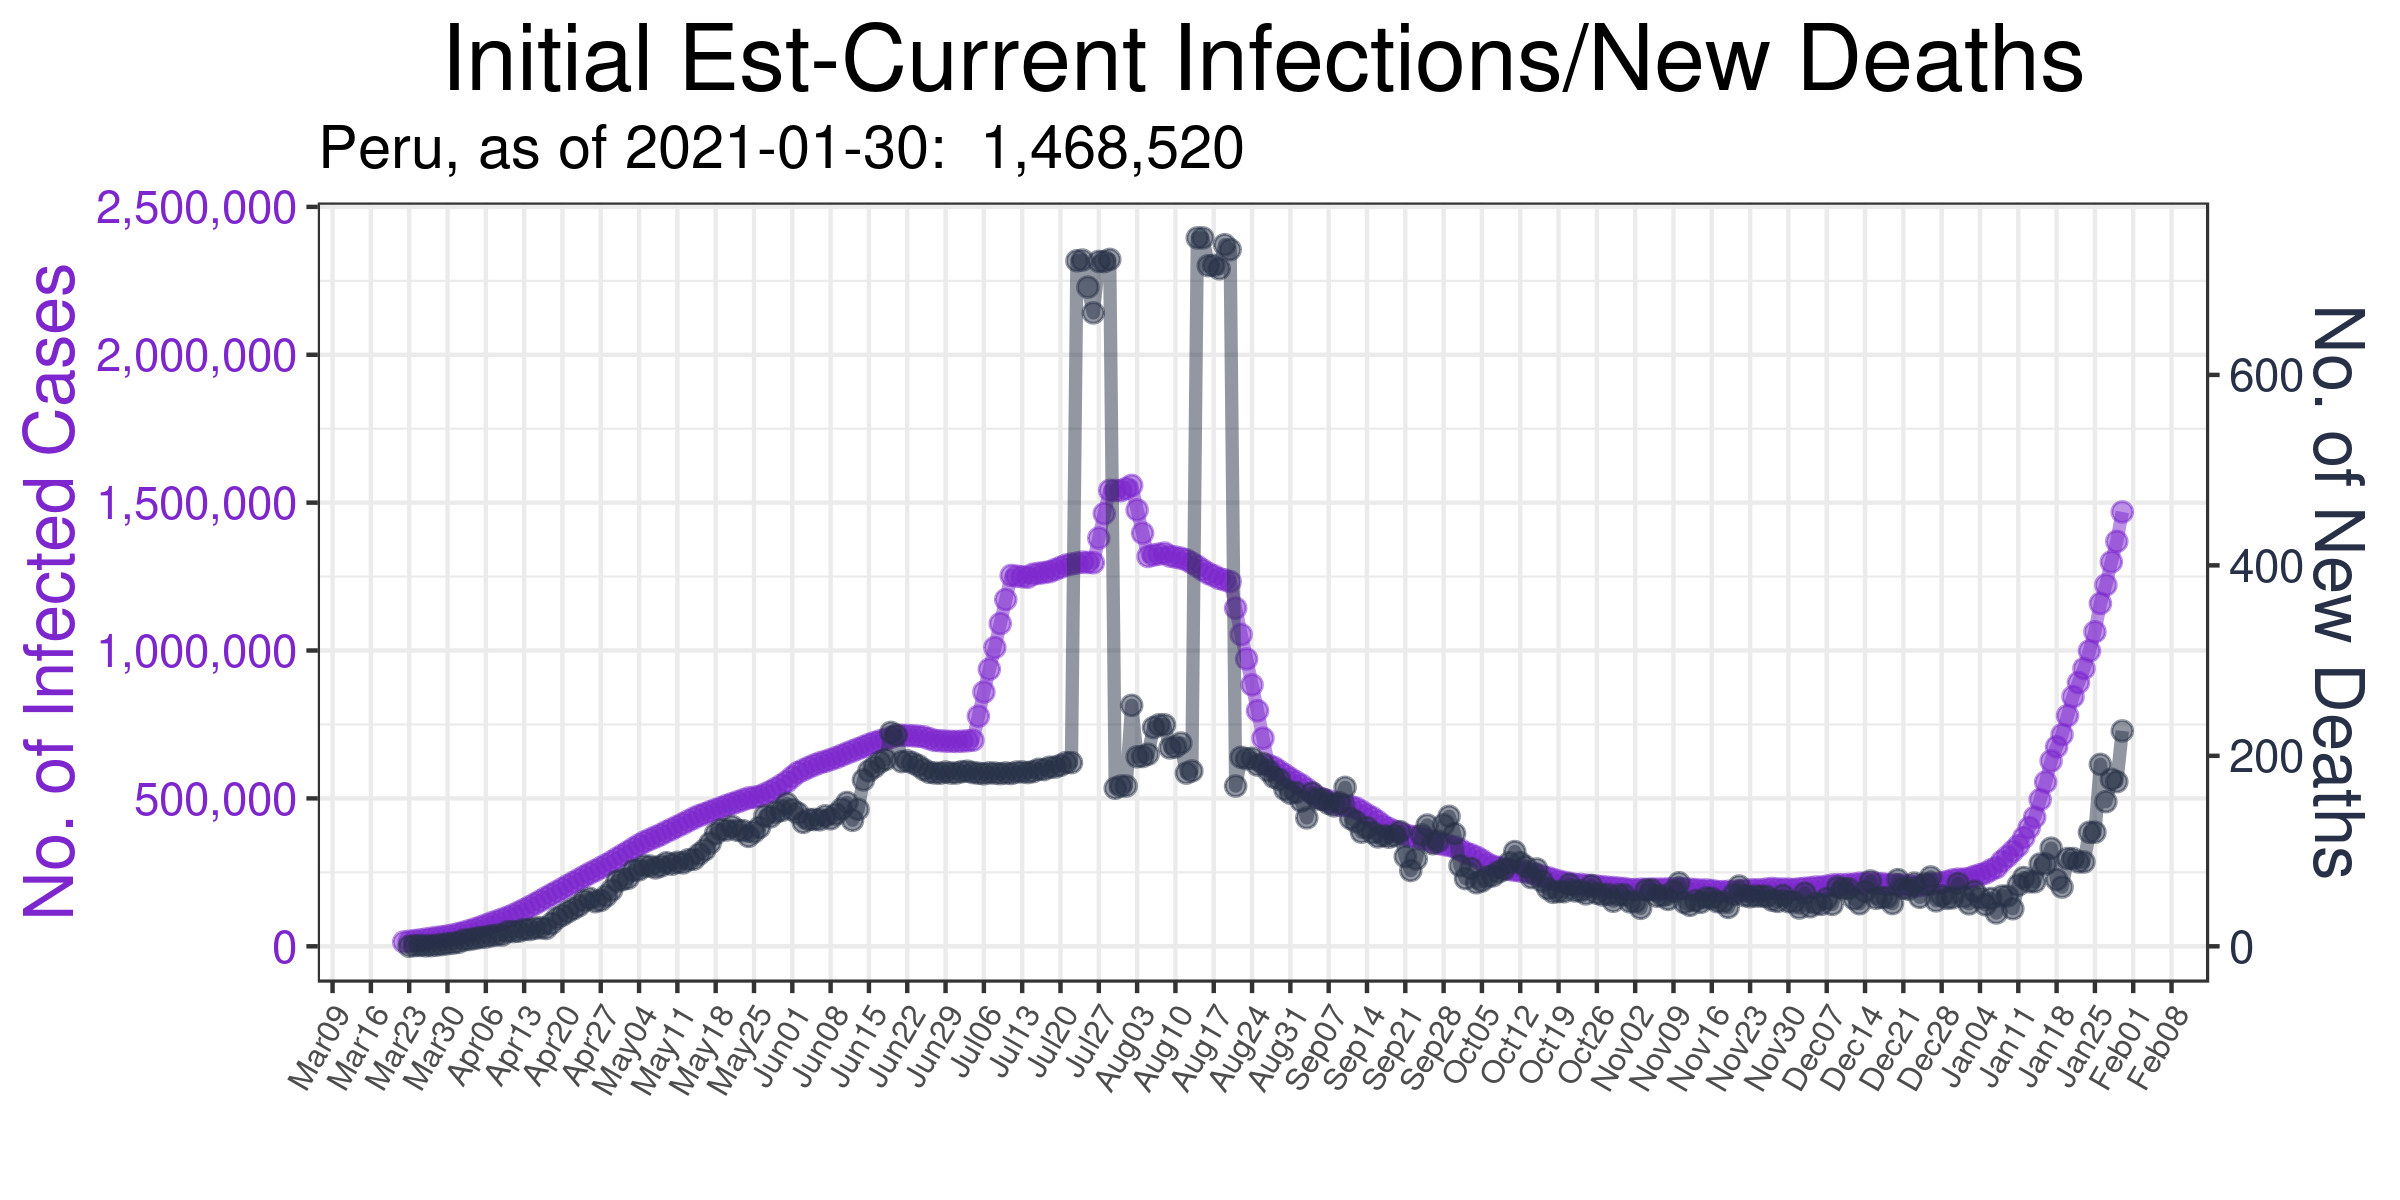 Initial Est-Current Infections/New Deaths
Peru, as of 2021-01-30:  1,468,520
No. of Infected Cases
2,500,000
2,000,000
1,500,000
1,000,000
500,000
0
600
400
200
0
No. of New Deaths
Mar09
Mar16
Mar23
Mar30
Apr06
Apr13
Apr20
Apr27
May04
May11
May18
May25
Jun01
Jun08
Jun15
Jun22
Jun29
Jul06
Jul13
Jul20
Jul27
Aug03
Aug10
Aug17
Aug24
Aug31
Sep07
Sep14
Sep21
Sep28
Oct05
Oct12
Oct19
Oct26
Nov02
Nov09
Nov16
Nov23
Nov30
Dec07
Dec14
Dec21
Dec28
Jan04
Jan11
Jan18
Jan25
Feb01
Feb08